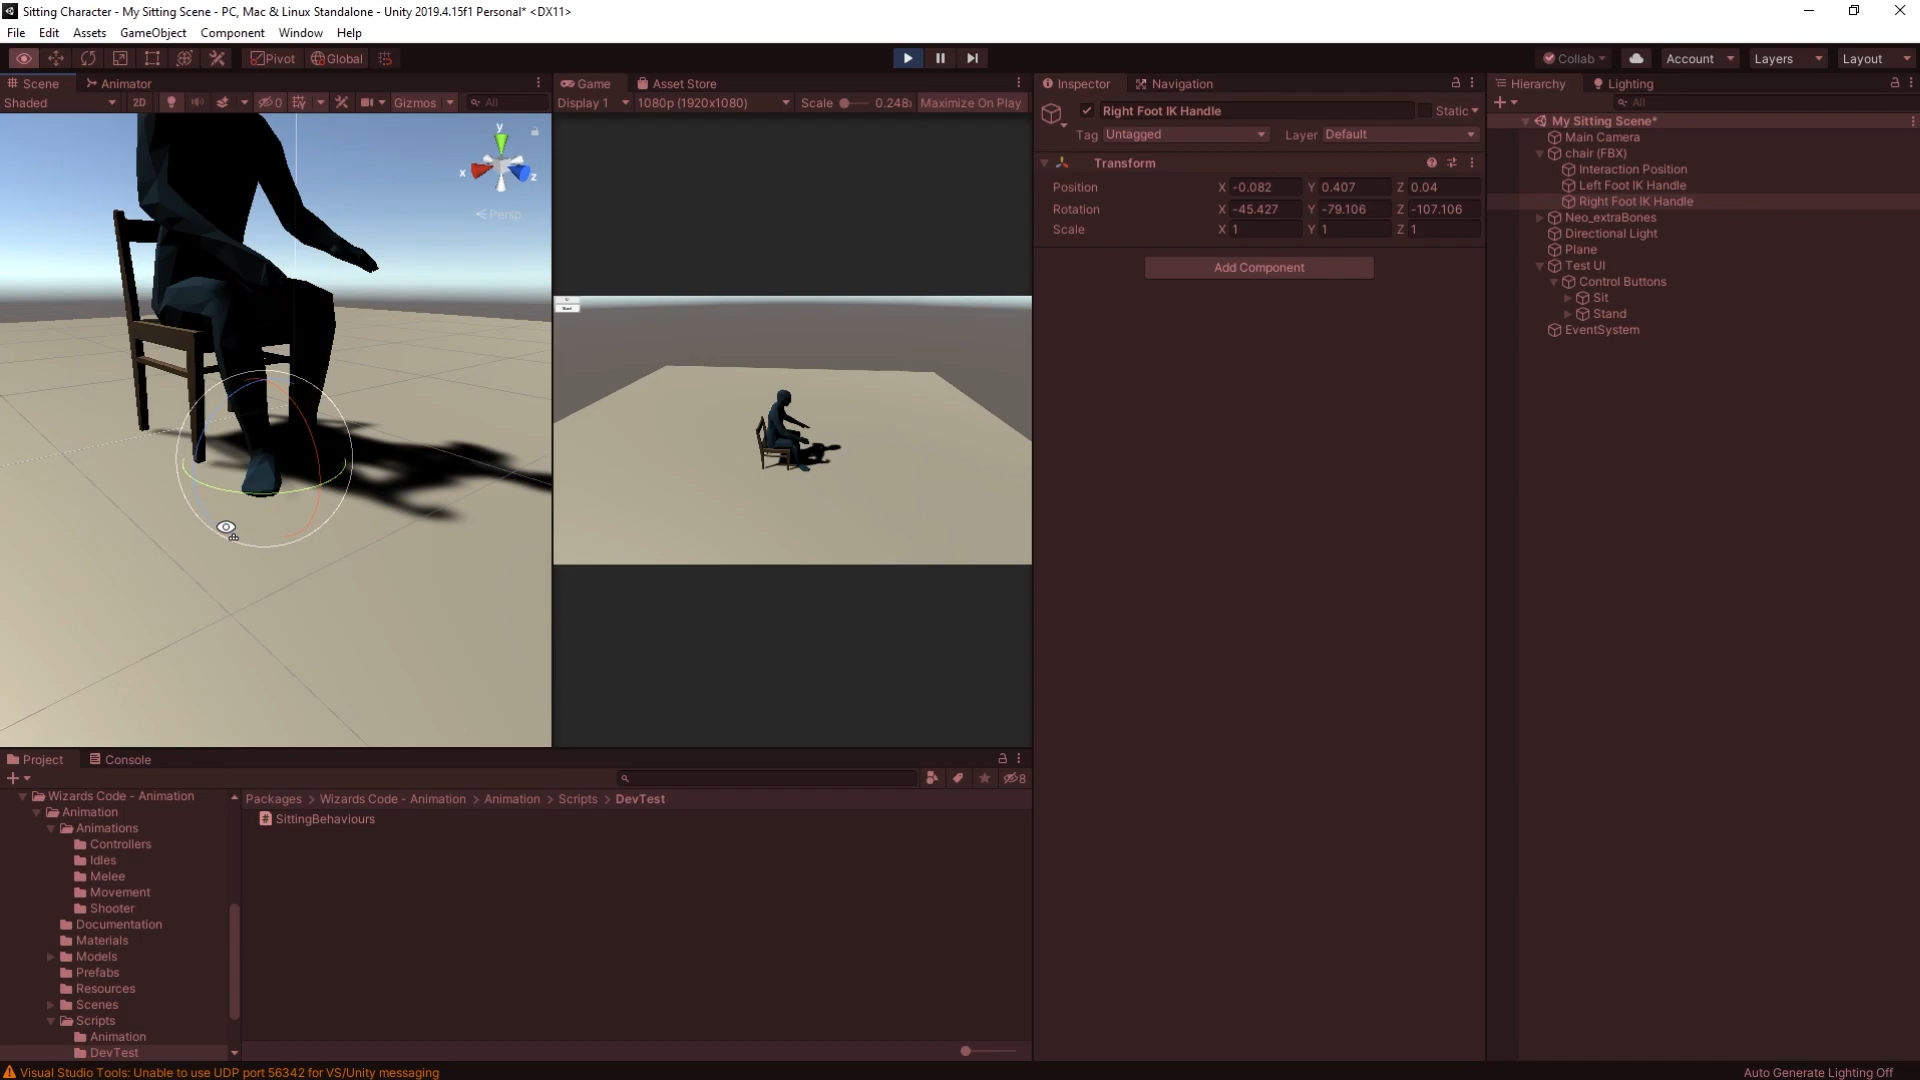 Sitting Character - My Sitting Scene - PC, Mac & Linux Standalone - Unity 2019.4.15f1 Personal* <DX11>
File Edit Assets GameObject Component Window Help
Pivot Global Collab Account Layers Layout
Scene Animator
Shaded 2D 0 Gizmos All
y
x
z
Persp
Game Asset Store
Display 1 1080p (1920x1080) Scale 0.248x Maximize On Play
Inspector Navigation
Right Foot IK Handle Static
Tag Untagged Layer Default
Transform
Position X -0.082 Y 0.407 Z 0.04
Rotation X -45.427 Y -79.106 Z -107.106
Scale X 1 Y 1 Z 1
Add Component
Hierarchy Lighting
All
My Sitting Scene*
Main Camera
chair (FBX)
Interaction Position
Left Foot IK Handle
Right Foot IK Handle
Neo_extraBones
Directional Light
Plane
Test UI
Control Buttons
Sit
Stand
EventSystem
Project Console
8
Wizards Code - Animation
Animation
Animations
Controllers
Idles
Melee
Movement
Shooter
Documentation
Materials
Models
Prefabs
Resources
Scenes
Scripts
Animation
DevTest
Packages > Wizards Code - Animation > Animation > Scripts > DevTest
SittingBehaviours
Visual Studio Tools: Unable to use UDP port 56342 for VS/Unity messaging
Auto Generate Lighting Off